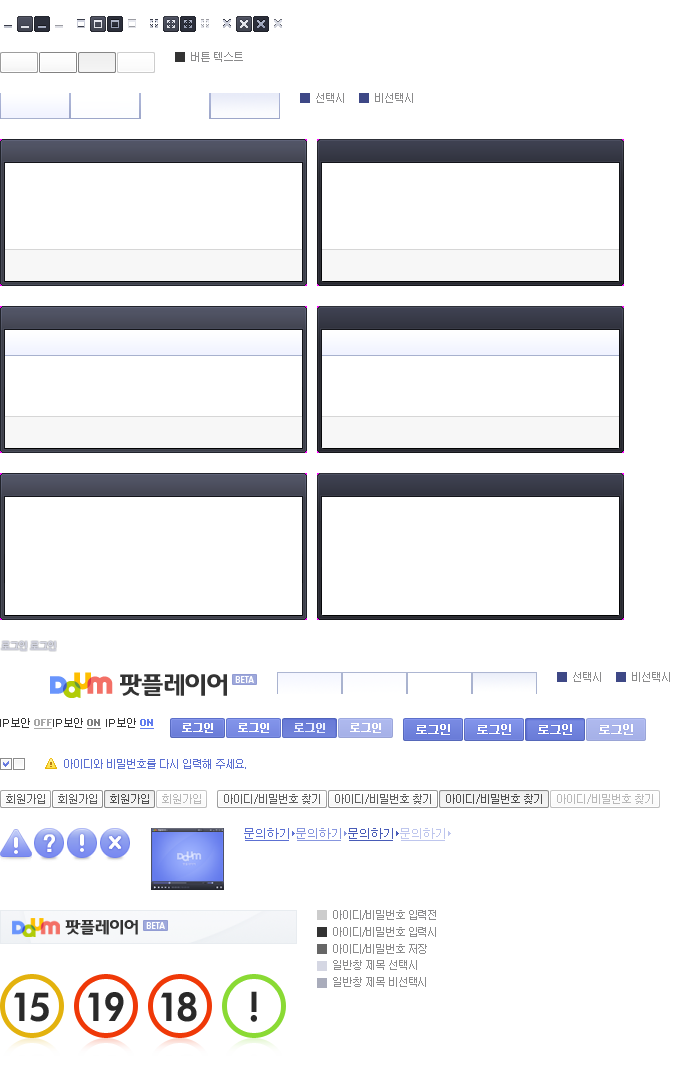 버튼 텍스트
선택시 비선택시
로그인 로그인
Daum 팟플레이어 BETA
선택시 비선택시
IP보안 OFF IP보안 ON IP보안 ON
로그인 로그인 로그인 로그인 로그인 로그인 로그인 로그인
아이디와 비밀번호를 다시 입력해 주세요.
회원가입 회원가입 회원가입 회원가입 아이디/비밀번호 찾기 아이디/비밀번호 찾기 아이디/비밀번호 찾기 아이디/비밀번호 찾기
! ? !
Daum
문의하기 문의하기 문의하기 문의하기
Daum 팟플레이어 BETA
아이디/비밀번호 입력전
아이디/비밀번호 입력시
아이디/비밀번호 저장
일반창 제목 선택시
일반창 제목 비선택시
15 19 18 !